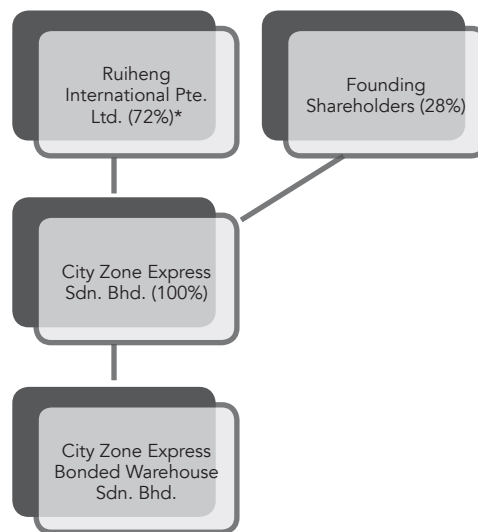 Ruiheng
International Pte.
Ltd. (72%)*
Founding
Shareholders (28%)
City Zone Express
Sdn. Bhd. (100%)
City Zone Express
Bonded Warehouse
Sdn. Bhd.